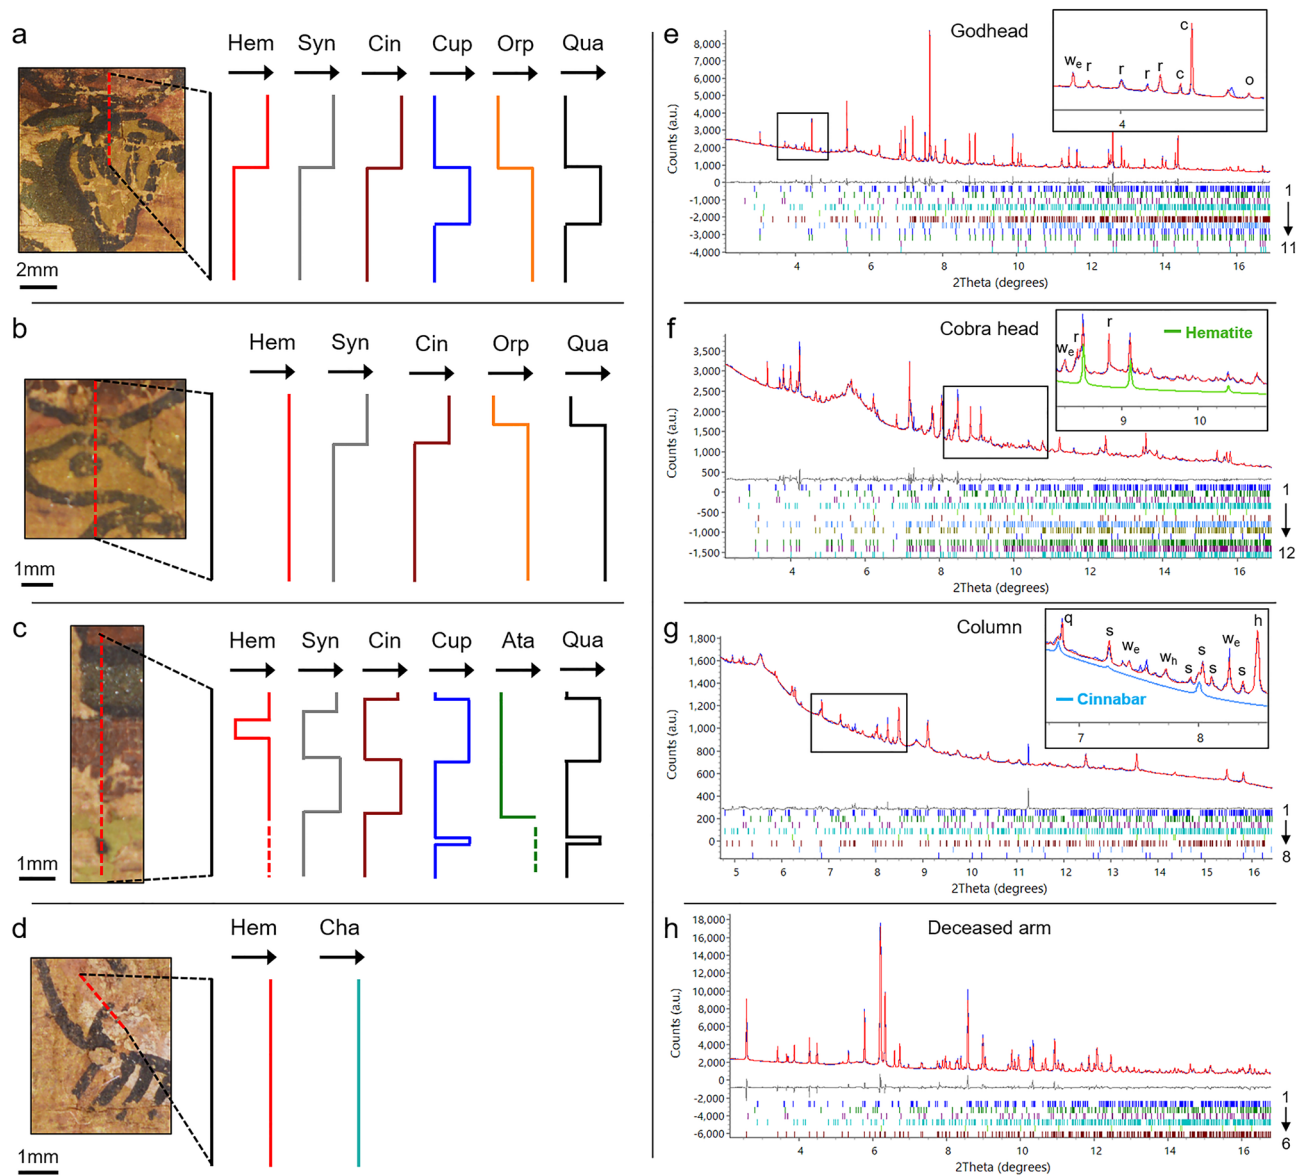 a
Hem Syn Cin Cup Orp Qua
2mm
b
Hem Syn Cin Orp Qua
1mm
c
Hem Syn Cin Cup Ata Qua
1mm
d
Hem Cha
1mm
e
Godhead
Counts (a.u.)
8,000
7,000
6,000
5,000
4,000
3,000
2,000
1,000
0
-1,000
-2,000
-3,000
-4,000
4 6 8 10 12 14 16
2Theta (degrees)
we r r r r c c o
4
1
11
f
Cobra head
Counts (a.u.)
3,500
3,000
2,500
2,000
1,500
1,000
500
0
-500
-1,000
-1,500
4 6 8 10 12 14 16
2Theta (degrees)
we r r
Hematite
9 10
1
12
g
Column
Counts (a.u.)
1,800
1,600
1,400
1,200
1,000
800
600
400
200
0
5 6 7 8 9 10 11 12 13 14 15 16
2Theta (degrees)
q s we wh s s s we s h
Cinnabar
7 8
1
8
h
Deceased arm
Counts (a.u.)
18,000
16,000
14,000
12,000
10,000
8,000
6,000
4,000
2,000
0
-2,000
-4,000
-6,000
4 6 8 10 12 14 16
2Theta (degrees)
1
6